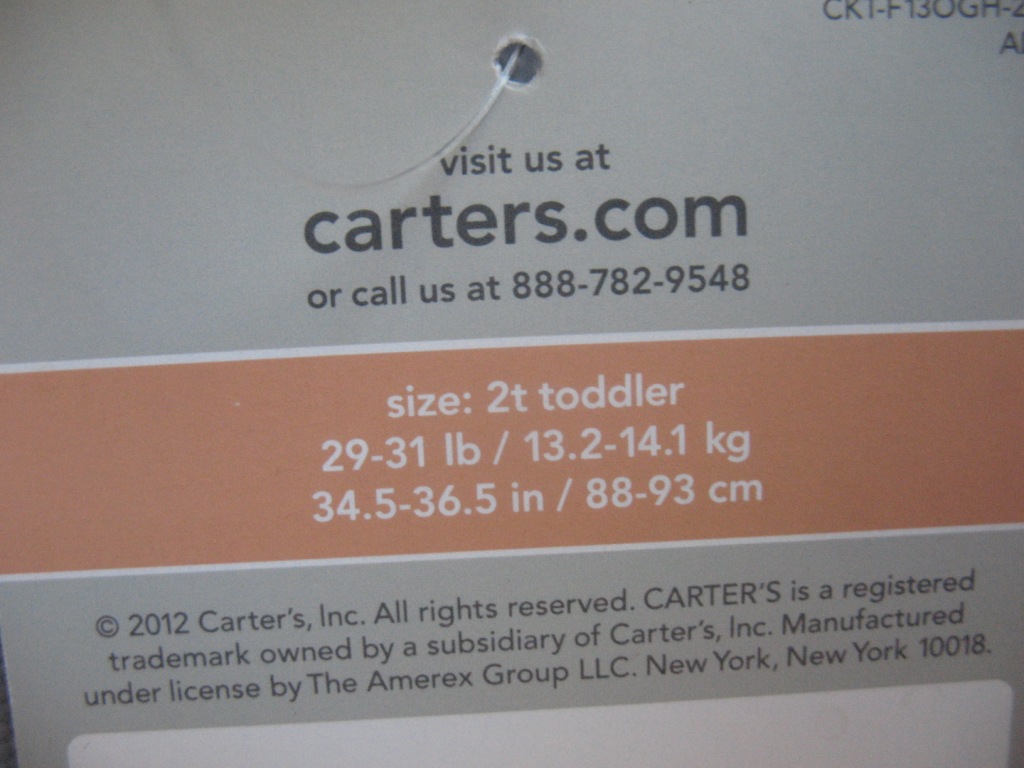 CK1-F13OGH-2
visit us at
carters.com
or call us at 888-782-9548
size: 2t toddler
29-31 lb / 13.2-14.1 kg
34.5-36.5 in / 88-93 cm
© 2012 Carter's, Inc. All rights reserved. CARTER'S is a registered
trademark owned by a subsidiary of Carter's, Inc. Manufactured
under license by The Amerex Group LLC. New York, New York 10018.